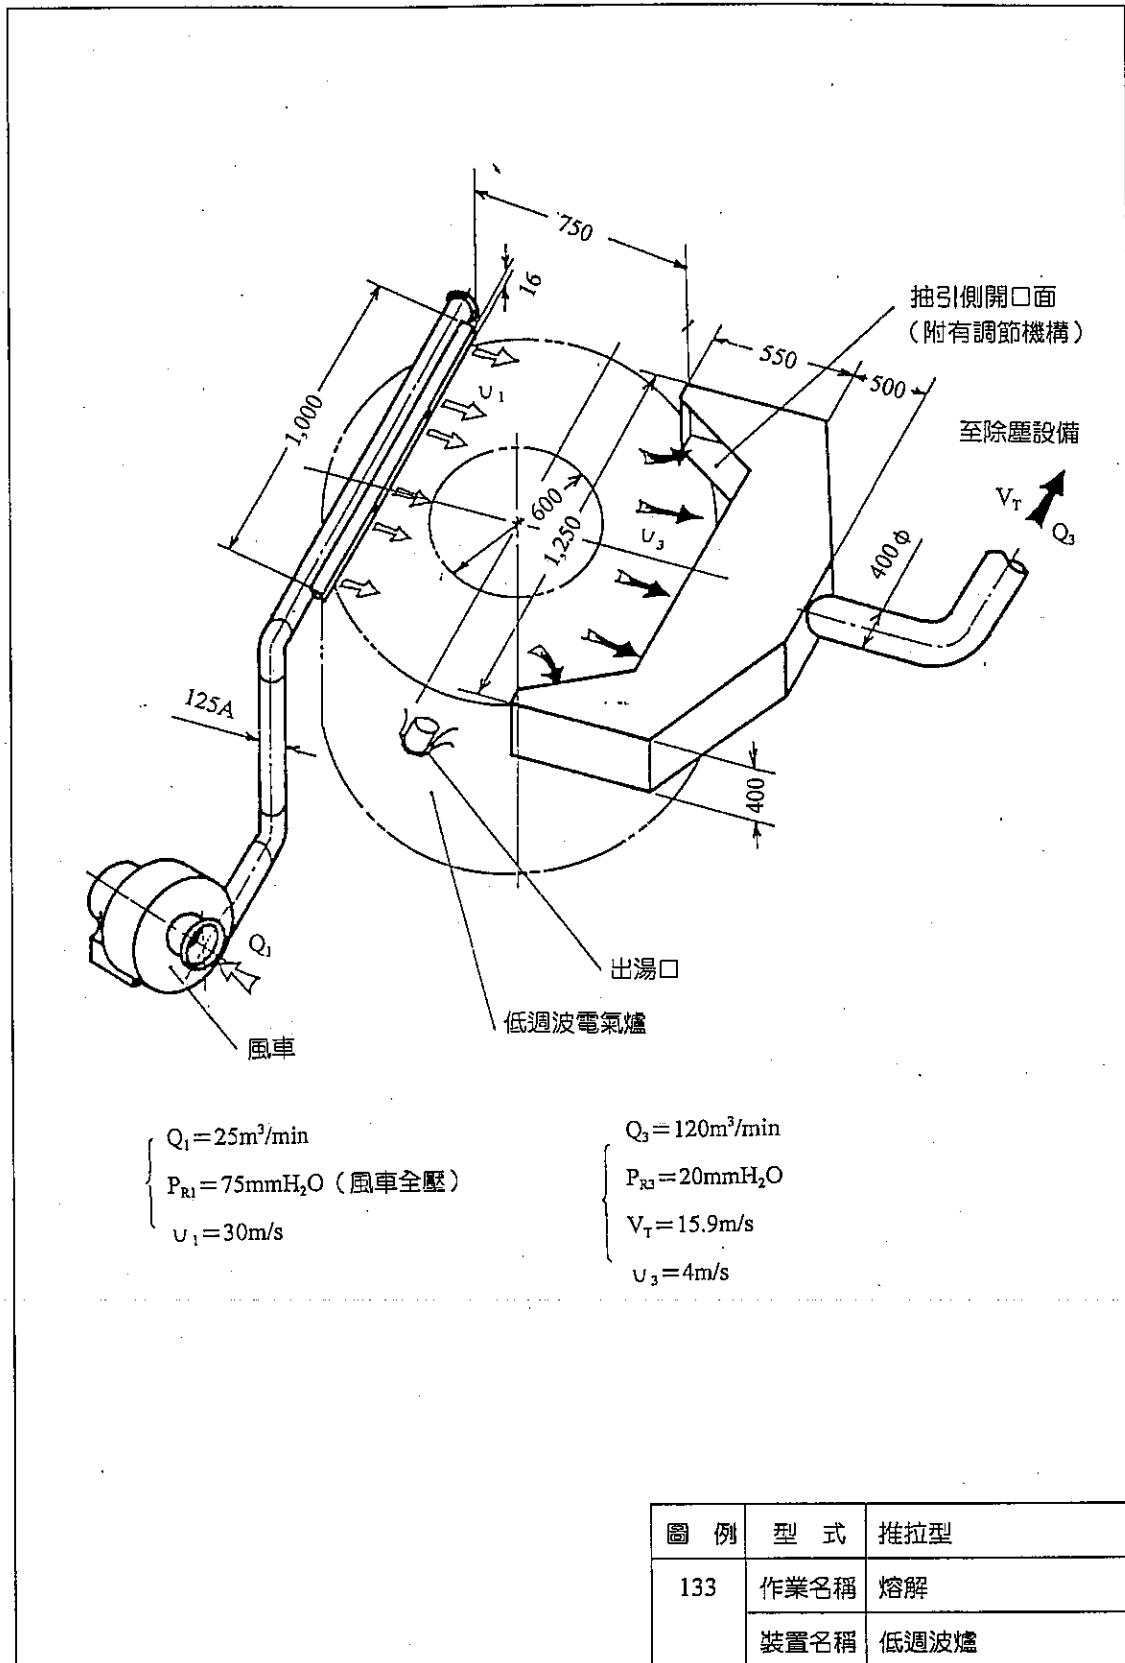 750
16
抽引側開口面
（附有調節機構）
550
500
υ1
1,000
至除塵設備
VT
Q3
600
1,250
υ3
400φ
125A
400
Q1
出湯口
低週波電氣爐
風車
Q1＝25m³/min
PR1＝75mmH2O（風車全壓）
υ1＝30m/s
Q3＝120m³/min
PR3＝20mmH2O
VT＝15.9m/s
υ3＝4m/s
圖 例 型 式 推拉型
133 作業名稱 熔解
裝置名稱 低週波爐